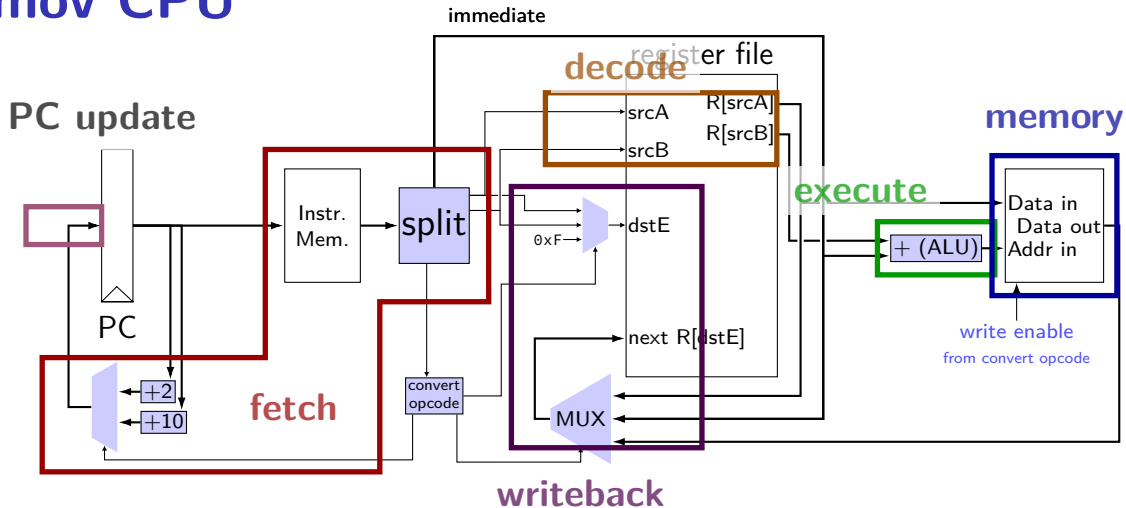 mov CPU
immediate
register file
decode
PC update
R[srcA]
memory
srcA
R[srcB]
srcB
execute
Instr.
Mem.
split
Data in
dstE
Data out
0xF
+ (ALU)
Addr in
PC
write enable
next R[dstE]
from convert opcode
+2
convert
opcode
fetch
+10
MUX
writeback